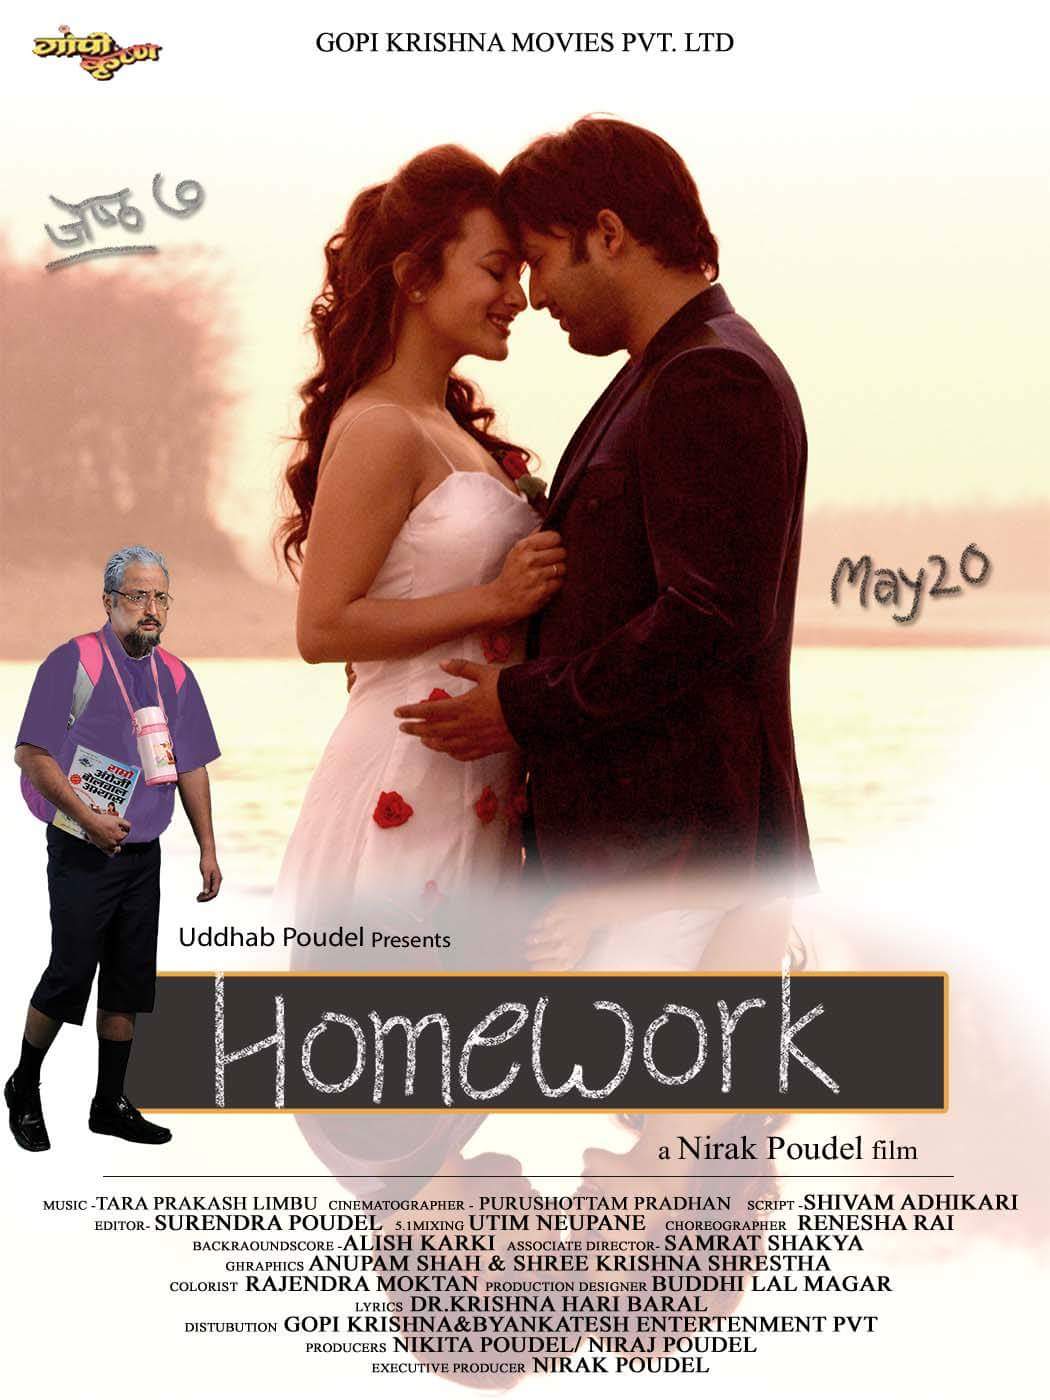 गोपी
कृष्ण
GOPI KRISHNA MOVIES PVT. LTD
जेष्ठ ७
May20
राम्रो
अंग्रेजी
बोलचाल
अभ्यास
Uddhab Poudel Presents
Homework
a Nirak Poudel film
MUSIC -TARA PRAKASH LIMBU CINEMATOGRAPHER - PURUSHOTTAM PRADHAN SCRIPT -SHIVAM ADHIKARI
EDITOR- SURENDRA POUDEL 5.1MIXING UTIM NEUPANE CHOREOGRAPHER RENESHA RAI
BACKRAOUNDSCORE -ALISH KARKI ASSOCIATE DIRECTOR- SAMRAT SHAKYA
GHRAPHICS ANUPAM SHAH & SHREE KRISHNA SHRESTHA
COLORIST RAJENDRA MOKTAN PRODUCTION DESIGNER BUDDHI LAL MAGAR
LYRICS DR.KRISHNA HARI BARAL
DISTUBUTION GOPI KRISHNA&BYANKATESH ENTERTENMENT PVT
PRODUCERS NIKITA POUDEL/ NIRAJ POUDEL
EXECUTIVE PRODUCER NIRAK POUDEL